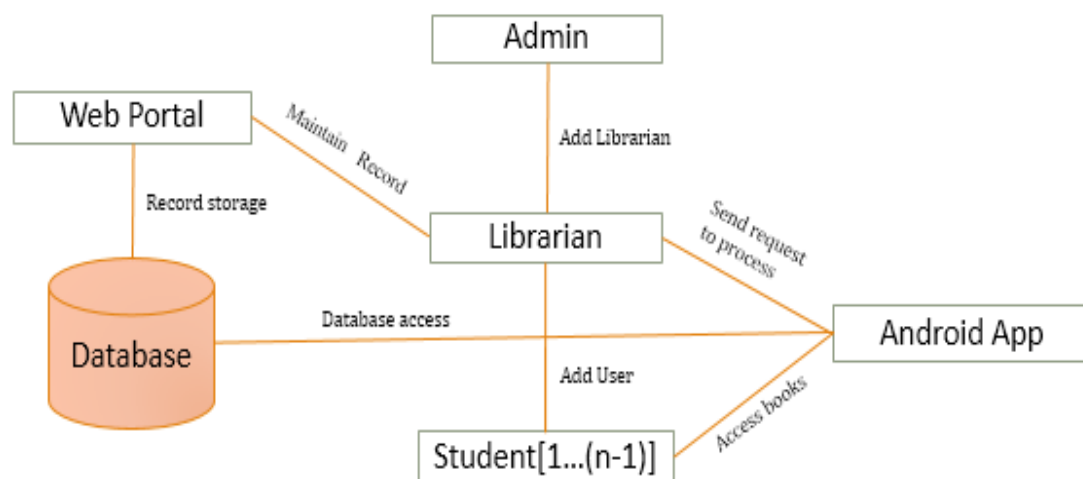 Admin
Web Portal
Maintain Record
Add Librarian
Record storage
Librarian
Send request
to process
Database access
Android App
Database
Add User
Access books
Student[1...(n-1)]